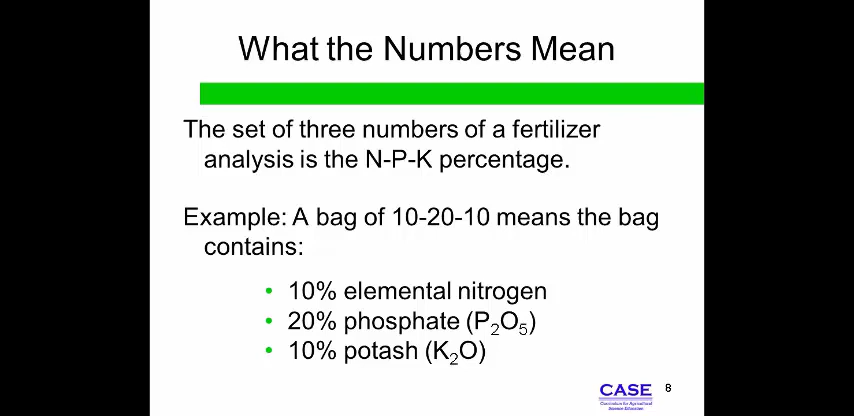 What the Numbers Mean
The set of three numbers of a fertilizer
analysis is the N-P-K percentage.
Example: A bag of 10-20-10 means the bag
contains:
• 10% elemental nitrogen
• 20% phosphate (P₂O₅)
• 10% potash (K₂O)
CASE
Curriculum for Agricultural
Science Education
8